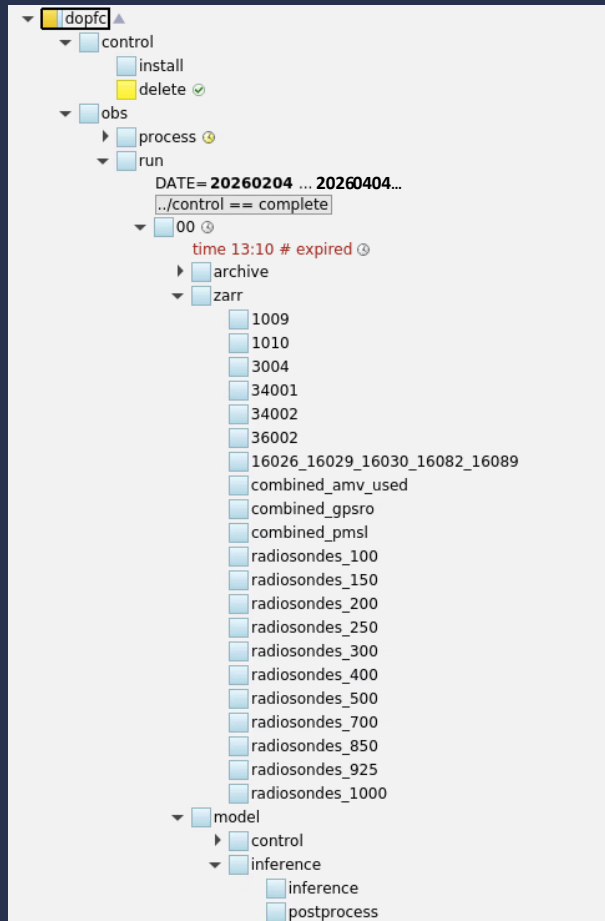 dopfc
control
install
delete
obs
process
run
DATE= 20260204 ... 20260404...
../control == complete
00
time 13:10 # expired
archive
zarr
1009
1010
3004
34001
34002
36002
16026_16029_16030_16082_16089
combined_amv_used
combined_gpsro
combined_pmsl
radiosondes_100
radiosondes_150
radiosondes_200
radiosondes_250
radiosondes_300
radiosondes_400
radiosondes_500
radiosondes_700
radiosondes_850
radiosondes_925
radiosondes_1000
model
control
inference
inference
postprocess